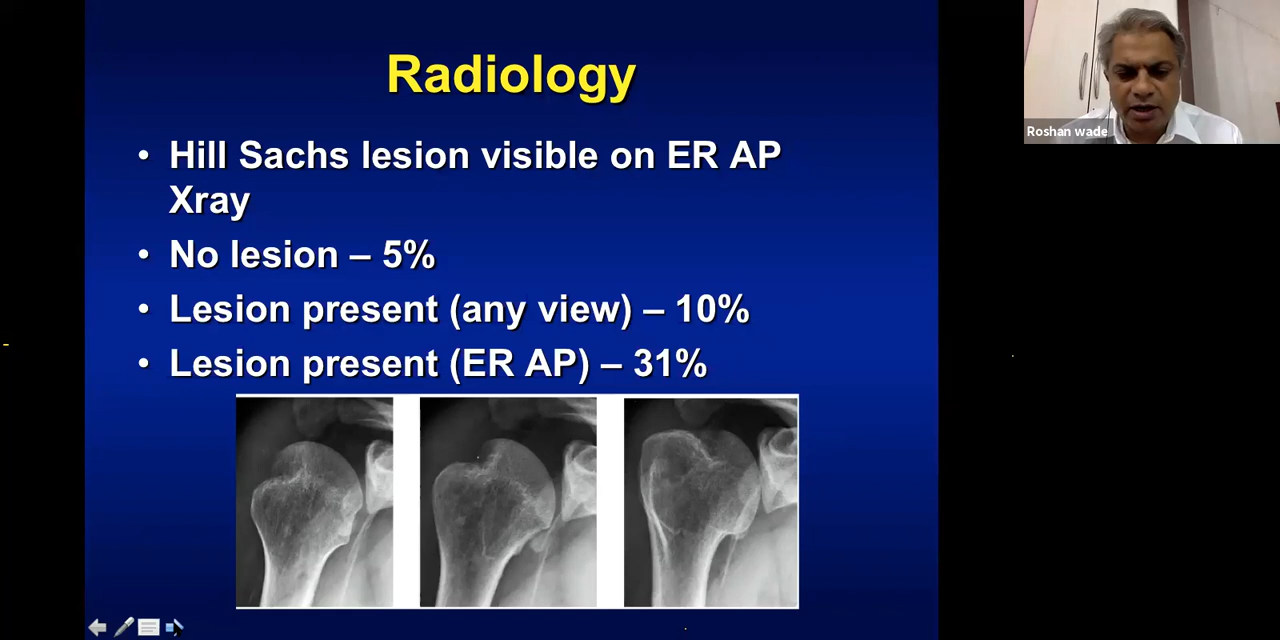 Radiology
• Hill Sachs lesion visible on ER AP
Xray
• No lesion – 5%
• Lesion present (any view) – 10%
• Lesion present (ER AP) – 31%
Roshan wade